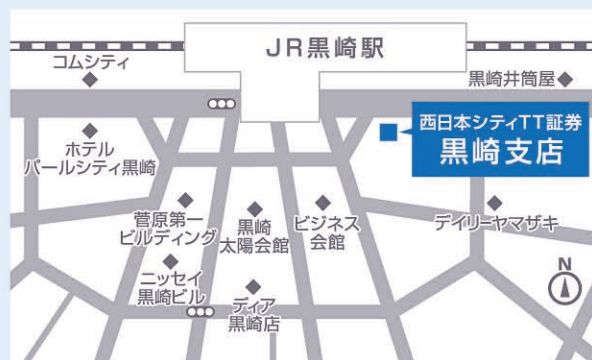 JR黒崎駅
コムシティ
黒崎井筒屋
西日本シティTT証券
黒崎支店
ホテル
パールシティ黒崎
菅原第一
ビルディング
黒崎
太陽会館
ビジネス
会館
デイリーヤマザキ
ニッセイ
黒崎ビル
ディア
黒崎店
N